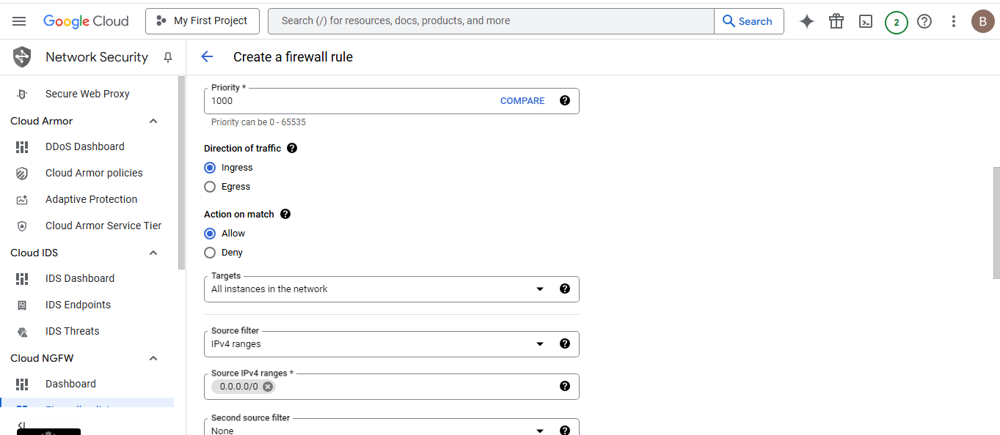 Google Cloud
My First Project
Search (/) for resources, docs, products, and more
Search
2
B
Network Security
Create a firewall rule
Secure Web Proxy
Cloud Armor
DDoS Dashboard
Cloud Armor policies
Adaptive Protection
Cloud Armor Service Tier
Cloud IDS
IDS Dashboard
IDS Endpoints
IDS Threats
Cloud NGFW
Dashboard
Priority *
1000
COMPARE
Priority can be 0 - 65535
Direction of traffic
Ingress
Egress
Action on match
Allow
Deny
Targets
All instances in the network
Source filter
IPv4 ranges
Source IPv4 ranges *
0.0.0.0/0
Second source filter
None